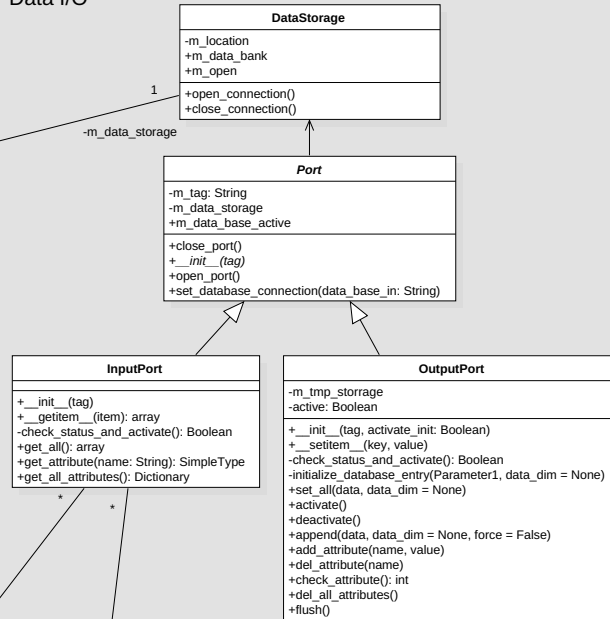 Data I/O
DataStorage
-m_location
+m_data_bank
+m_open
+open_connection()
+close_connection()
1
-m_data_storage
Port
-m_tag: String
-m_data_storage
+m_data_base_active
+close_port()
+__init__(tag)
+open_port()
+set_database_connection(data_base_in: String)
InputPort
+__init__(tag)
+__getitem__(item): array
-check_status_and_activate(): Boolean
+get_all(): array
+get_attribute(name: String): SimpleType
+get_all_attributes(): Dictionary
*
*
OutputPort
-m_tmp_storrage
-active: Boolean
+__init__(tag, activate_init: Boolean)
+__setitem__(key, value)
-check_status_and_activate(): Boolean
-initialize_database_entry(Parameter1, data_dim = None)
+set_all(data, data_dim = None)
+activate()
+deactivate()
+append(data, data_dim = None, force = False)
+add_attribute(name, value)
+del_attribute(name)
+check_attribute(): int
+del_all_attributes()
+flush()